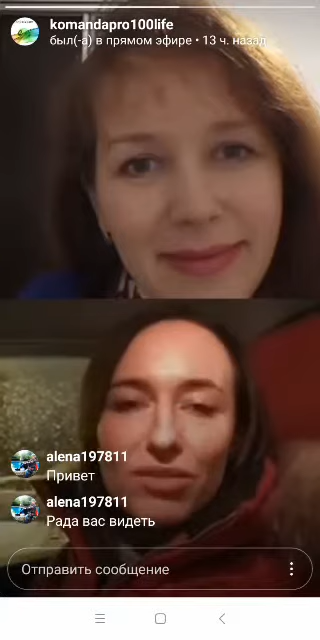 komandapro100life
был(-а) в прямом эфире • 13 ч. назад
alena197811
Привет
alena197811
Рада вас видеть
Отправить сообщение